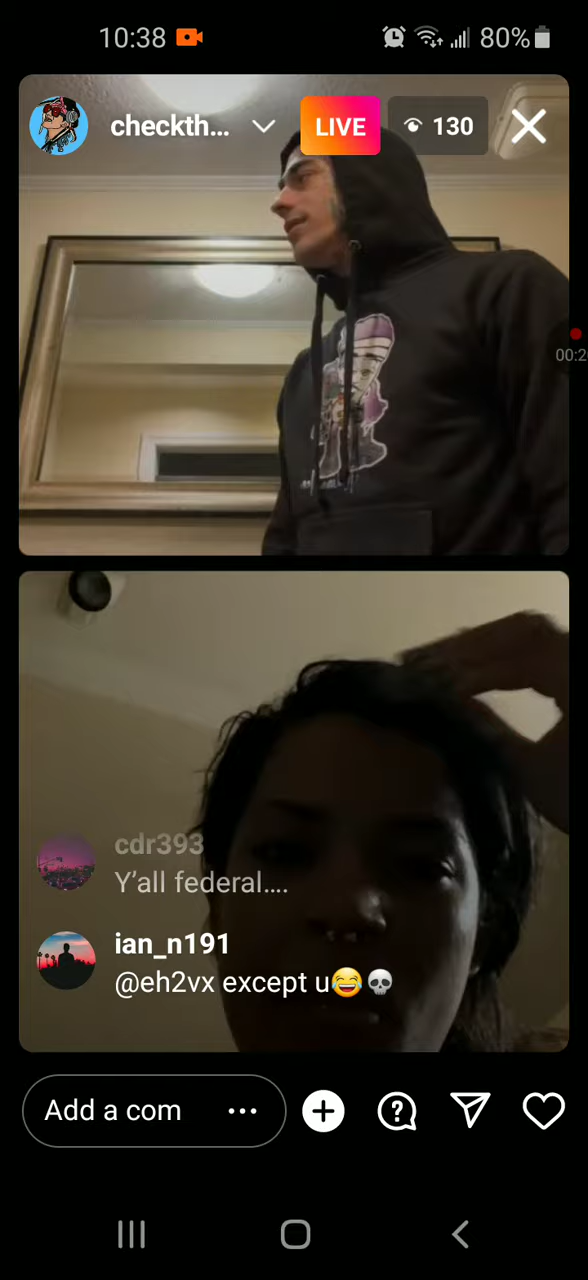 10:38
80%
checkth...
LIVE
130
00:2
cdr393
Y'all federal....
ian_n191
@eh2vx except u😂💀
Add a com